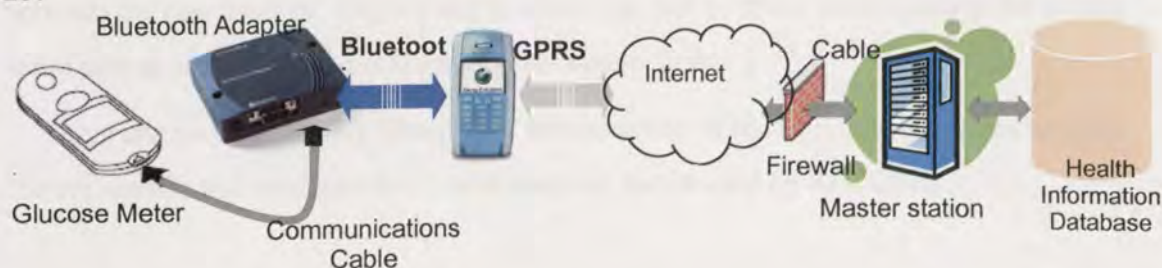 Bluetooth Adapter
Bluetoot
GPRS
Internet
Cable
Firewall
Glucose Meter
Communications
Cable
Master station
Health
Information
Database